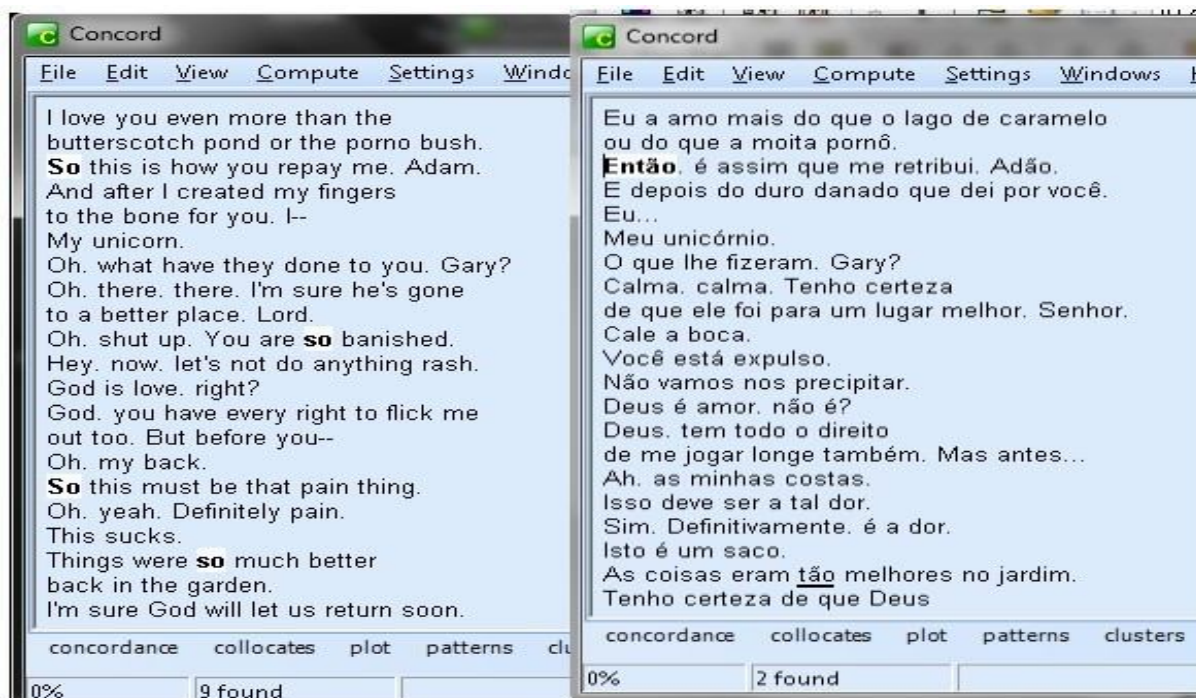 Concord
File Edit View Compute Settings
I love you even more than the
butterscotch pond or the porno bush.
So this is how you repay me. Adam.
And after I created my fingers
to the bone for you. I--
My unicorn.
Oh. what have they done to you. Gary?
Oh. there. there. I'm sure he's gone
to a better place. Lord.
Oh. shut up. You are so banished.
Hey. now. let's not do anything rash.
God is love. right?
God. you have every right to flick me
out too. But before you--
Oh. my back.
So this must be that pain thing.
Oh. yeah. Definitely pain.
This sucks.
Things were so much better
back in the garden.
I'm sure God will let us return soon.
concordance collocates plot patterns
0% 9 found
Concord
File Edit View Compute Settings Windows
Eu a amo mais do que o lago de caramelo
ou do que a moita pornô.
Então. é assim que me retribui. Adão.
E depois do duro danado que dei por você.
Eu...
Meu unicórnio.
O que lhe fizeram. Gary?
Calma. calma. Tenho certeza
de que ele foi para um lugar melhor. Senhor.
Cale a boca.
Você está expulso.
Não vamos nos precipitar.
Deus é amor. não é?
Deus. tem todo o direito
de me jogar longe também. Mas antes...
Ah. as minhas costas.
Isso deve ser a tal dor.
Sim. Definitivamente. é a dor.
Isto é um saco.
As coisas eram tão melhores no jardim.
Tenho certeza de que Deus
concordance collocates plot patterns clusters
0% 2 found